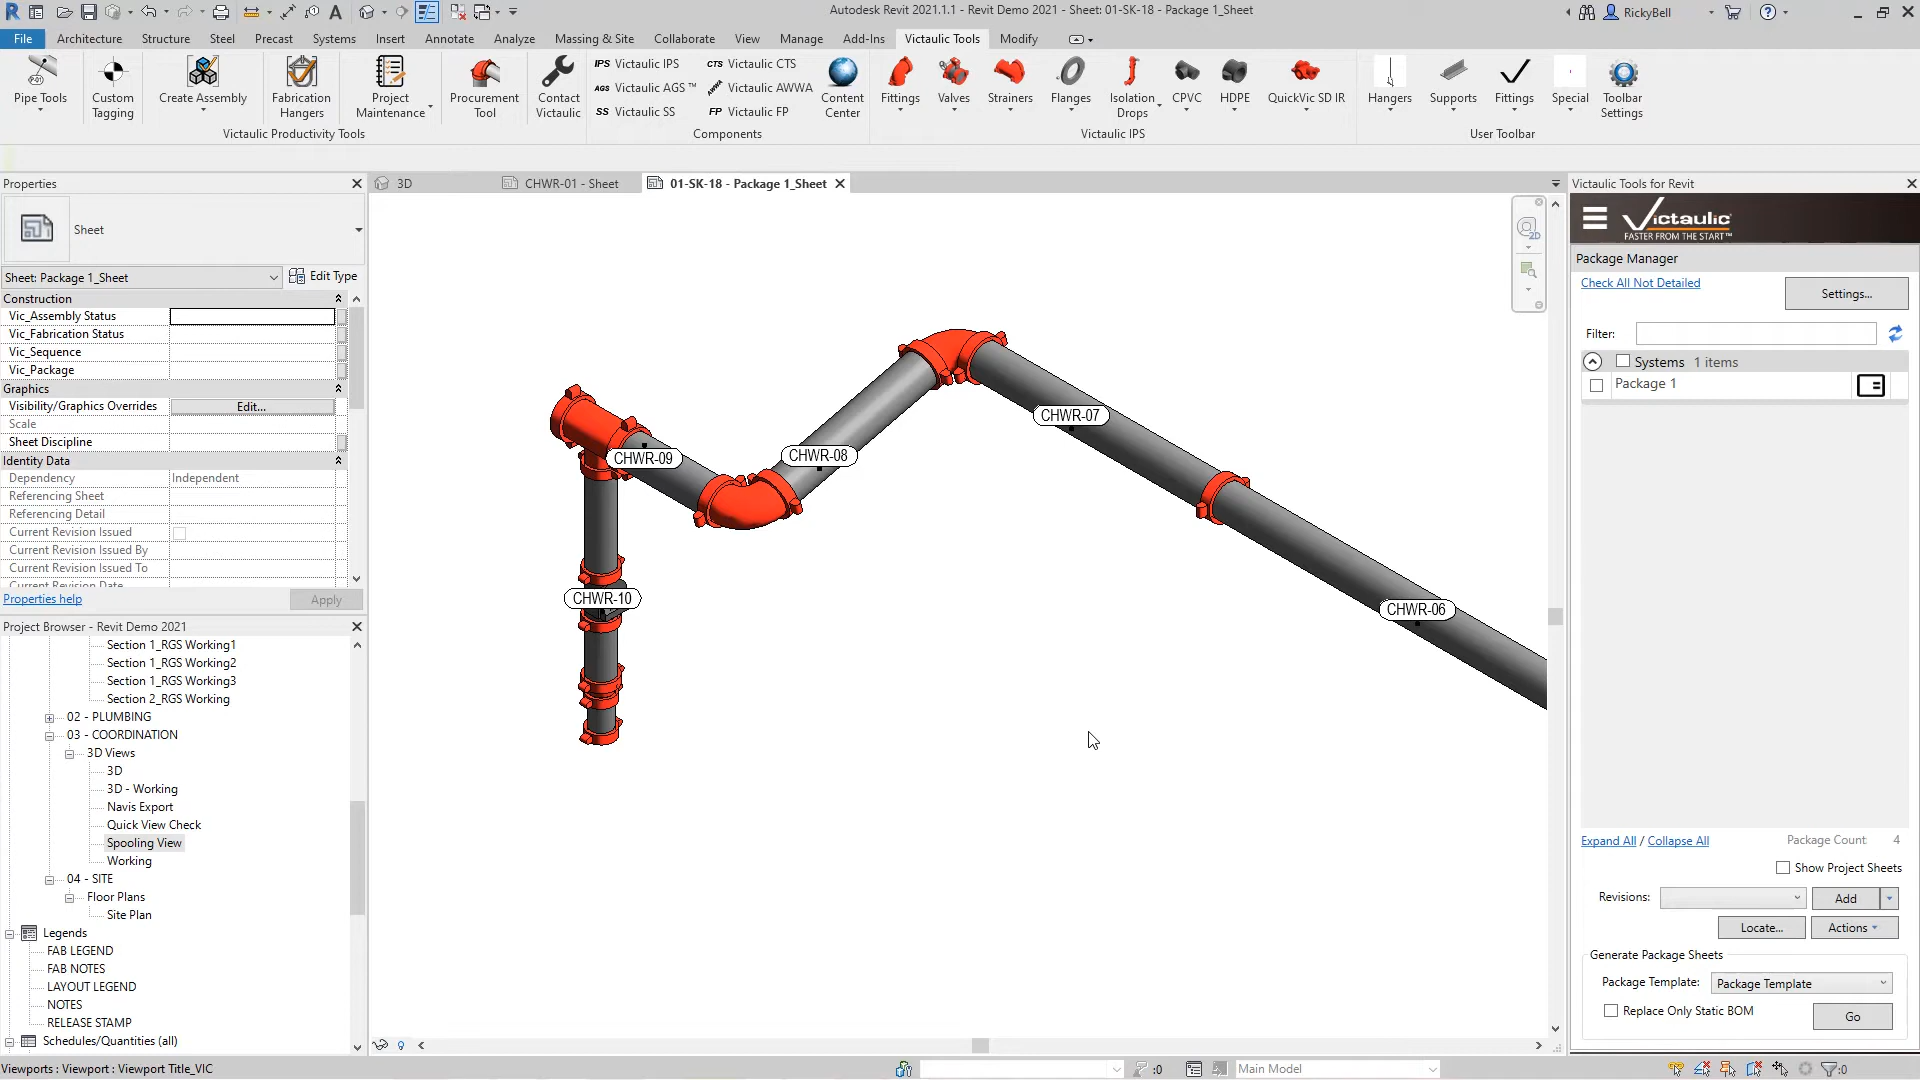 Autodesk Revit 2021.1.1 - Revit Demo 2021 - Sheet: 01-SK-18 - Package 1_Sheet
RickyBell
File Architecture Structure Steel Precast Systems Insert Annotate Analyze Massing & Site Collaborate View Manage Add-Ins Victaulic Tools Modify
Pipe Tools
Custom Tagging
Create Assembly
Fabrication Hangers
Project Maintenance
Procurement Tool
Contact Victaulic
IPS Victaulic IPS
AGS Victaulic AGS™
SS Victaulic SS
CTS Victaulic CTS
Victaulic AWWA
FP Victaulic FP
Content Center
Fittings
Valves
Strainers
Flanges
Isolation Drops
CPVC
HDPE
QuickVic SD IR
Hangers
Supports
Fittings
Special
Toolbar Settings
Victaulic Productivity Tools
Components
Victaulic IPS
User Toolbar
Properties
Sheet
Sheet: Package 1_Sheet
Edit Type
Construction
Vic_Assembly Status
Vic_Fabrication Status
Vic_Sequence
Vic_Package
Graphics
Visibility/Graphics Overrides Edit...
Scale
Sheet Discipline
Identity Data
Dependency Independent
Referencing Sheet
Referencing Detail
Current Revision Issued
Current Revision Issued By
Current Revision Issued To
Current Revision Date
Properties help
Apply
Project Browser - Revit Demo 2021
Section 1_RGS Working1
Section 1_RGS Working2
Section 1_RGS Working3
Section 2_RGS Working
02 - PLUMBING
03 - COORDINATION
3D Views
3D
3D - Working
Navis Export
Quick View Check
Spooling View
Working
04 - SITE
Floor Plans
Site Plan
Legends
FAB LEGEND
FAB NOTES
LAYOUT LEGEND
NOTES
RELEASE STAMP
Schedules/Quantities (all)
3D
CHWR-01 - Sheet
01-SK-18 - Package 1_Sheet
2D
CHWR-07
CHWR-09
CHWR-08
CHWR-10
CHWR-06
Victaulic Tools for Revit
Victaulic
FASTER FROM THE START™
Package Manager
Check All Not Detailed
Settings...
Filter:
Systems 1 items
Package 1
Expand All / Collapse All
Package Count 4
Show Project Sheets
Revisions:
Add
Locate...
Actions
Generate Package Sheets
Package Template: Package Template
Replace Only Static BOM
Go
Viewports : Viewport : Viewport Title_VIC
:0
Main Model
:0